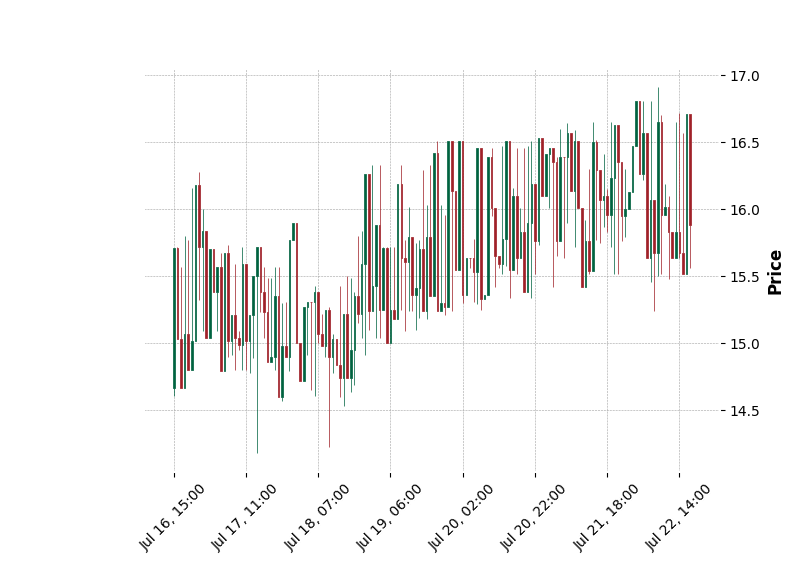 17.0
16.5
16.0
15.5
15.0
14.5
Price
Jul 16, 15:00
Jul 17, 11:00
Jul 18, 07:00
Jul 19, 06:00
Jul 20, 02:00
Jul 20, 22:00
Jul 21, 18:00
Jul 22, 14:00